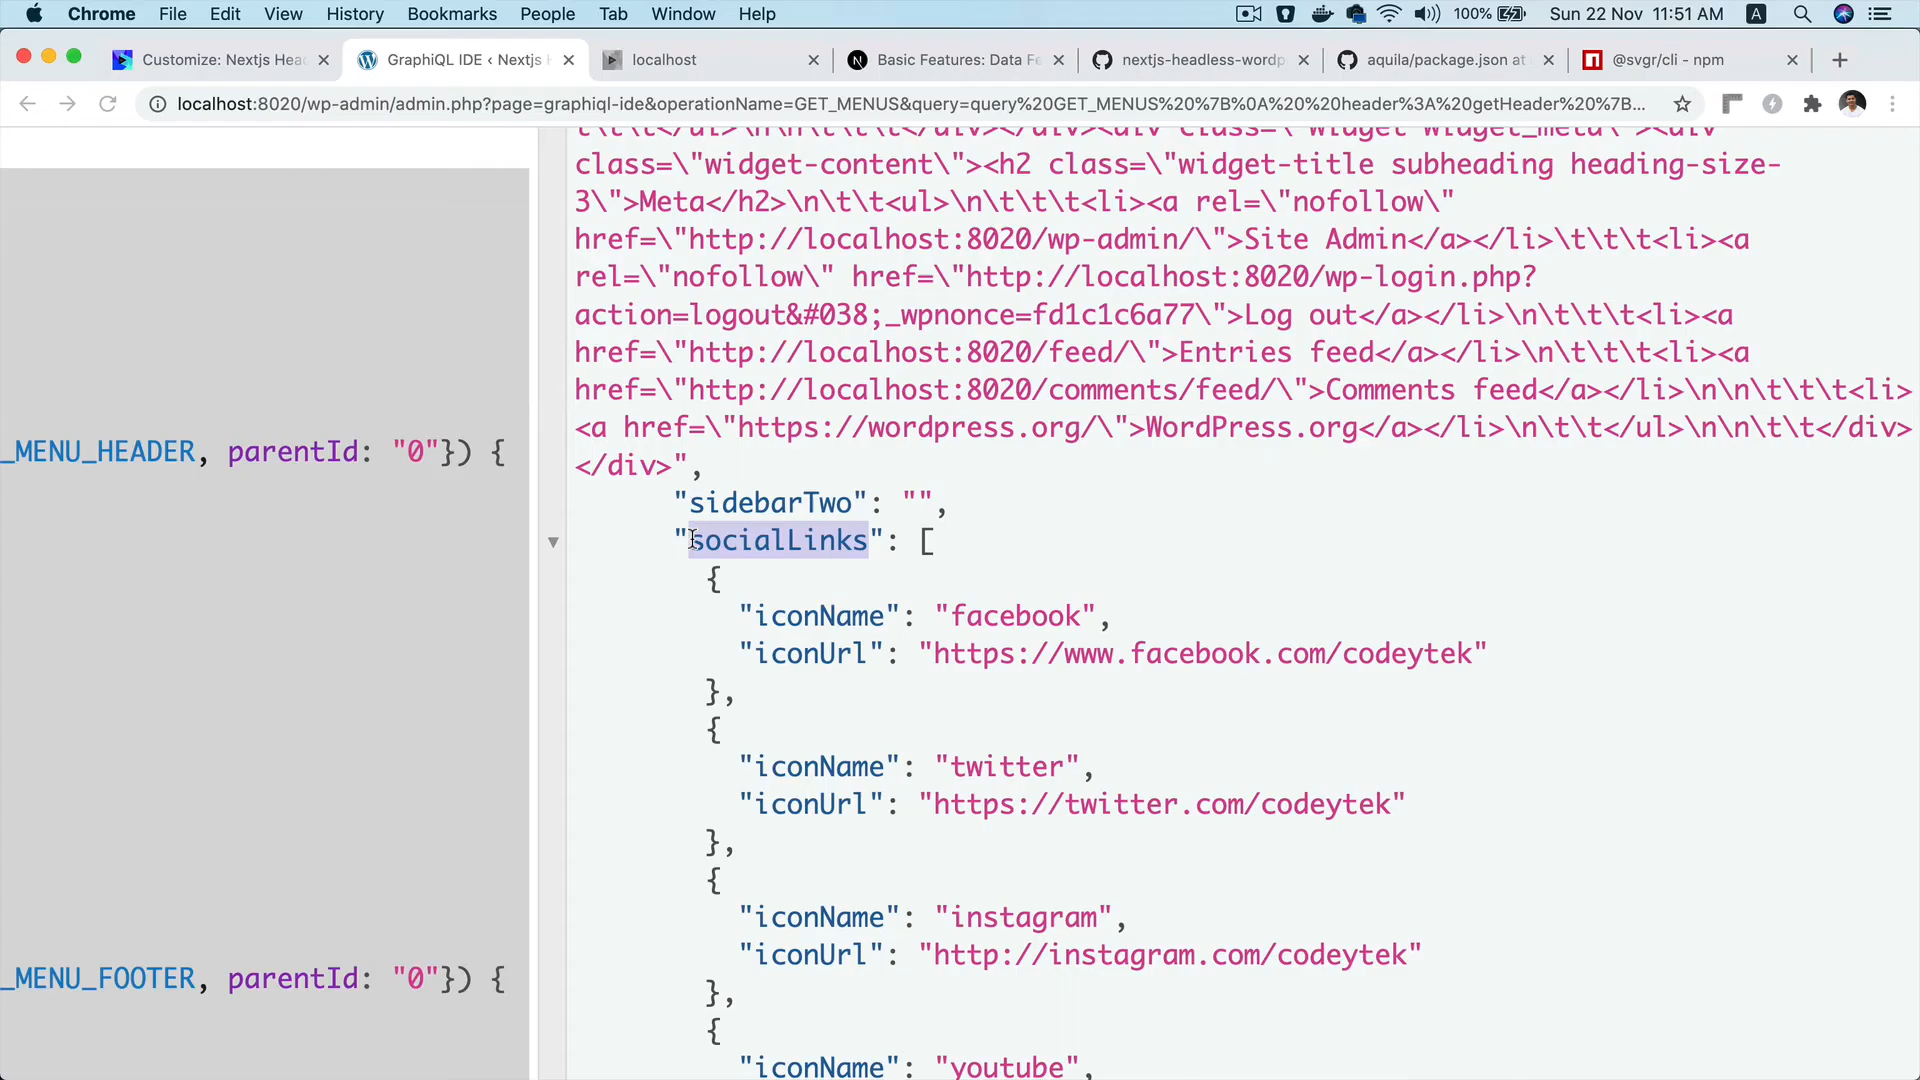 Chrome File Edit View History Bookmarks People Tab Window Help 100% Sun 22 Nov 11:51 AM A
Customize: Nextjs Hea GraphiQL IDE ‹ Nextjs H localhost Basic Features: Data Fe nextjs-headless-wordp aquila/package.json at @svgr/cli - npm
localhost:8020/wp-admin/admin.php?page=graphiql-ide&operationName=GET_MENUS&query=query%20GET_MENUS%20%7B%0A%20%20header%3A%20getHeader%20%7B...
t\t\t</ul>\n\n\t\t\t</div></div><div class=\"widget widget_meta\"><div
class=\"widget-content\"><h2 class=\"widget-title subheading heading-size-
3\">Meta</h2>\n\t\t<ul>\n\t\t\t<li><a rel=\"nofollow\"
href=\"http://localhost:8020/wp-admin/\">Site Admin</a></li>\t\t\t<li><a
rel=\"nofollow\" href=\"http://localhost:8020/wp-login.php?
action=logout&#038;_wpnonce=fd1c1c6a77\">Log out</a></li>\n\t\t\t<li><a
href=\"http://localhost:8020/feed/\">Entries feed</a></li>\n\t\t\t<li><a
href=\"http://localhost:8020/comments/feed/\">Comments feed</a></li>\n\n\t\t\t<li>
<a href=\"https://wordpress.org/\">WordPress.org</a></li>\n\t\t</ul>\n\n\t\t</div>
</div>",
"sidebarTwo": "",
"socialLinks": [
{
"iconName": "facebook",
"iconUrl": "https://www.facebook.com/codeytek"
},
{
"iconName": "twitter",
"iconUrl": "https://twitter.com/codeytek"
},
{
"iconName": "instagram",
"iconUrl": "http://instagram.com/codeytek"
},
{
"iconName": "youtube",
_MENU_HEADER, parentId: "0"}) {
_MENU_FOOTER, parentId: "0"}) {